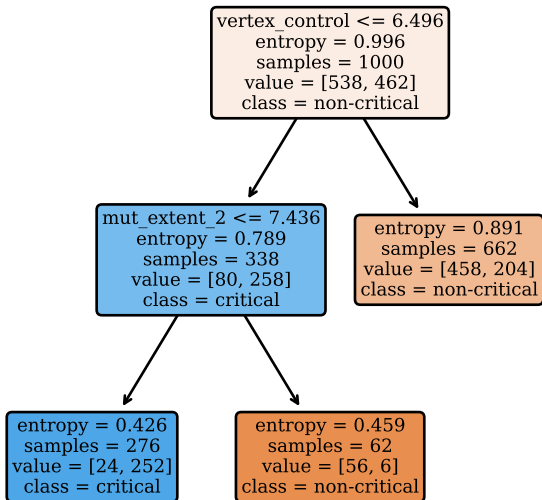 vertex_control <= 6.496
entropy = 0.996
samples = 1000
value = [538, 462]
class = non-critical
mut_extent_2 <= 7.436
entropy = 0.789
samples = 338
value = [80, 258]
class = critical
entropy = 0.891
samples = 662
value = [458, 204]
class = non-critical
entropy = 0.426
samples = 276
value = [24, 252]
class = critical
entropy = 0.459
samples = 62
value = [56, 6]
class = non-critical